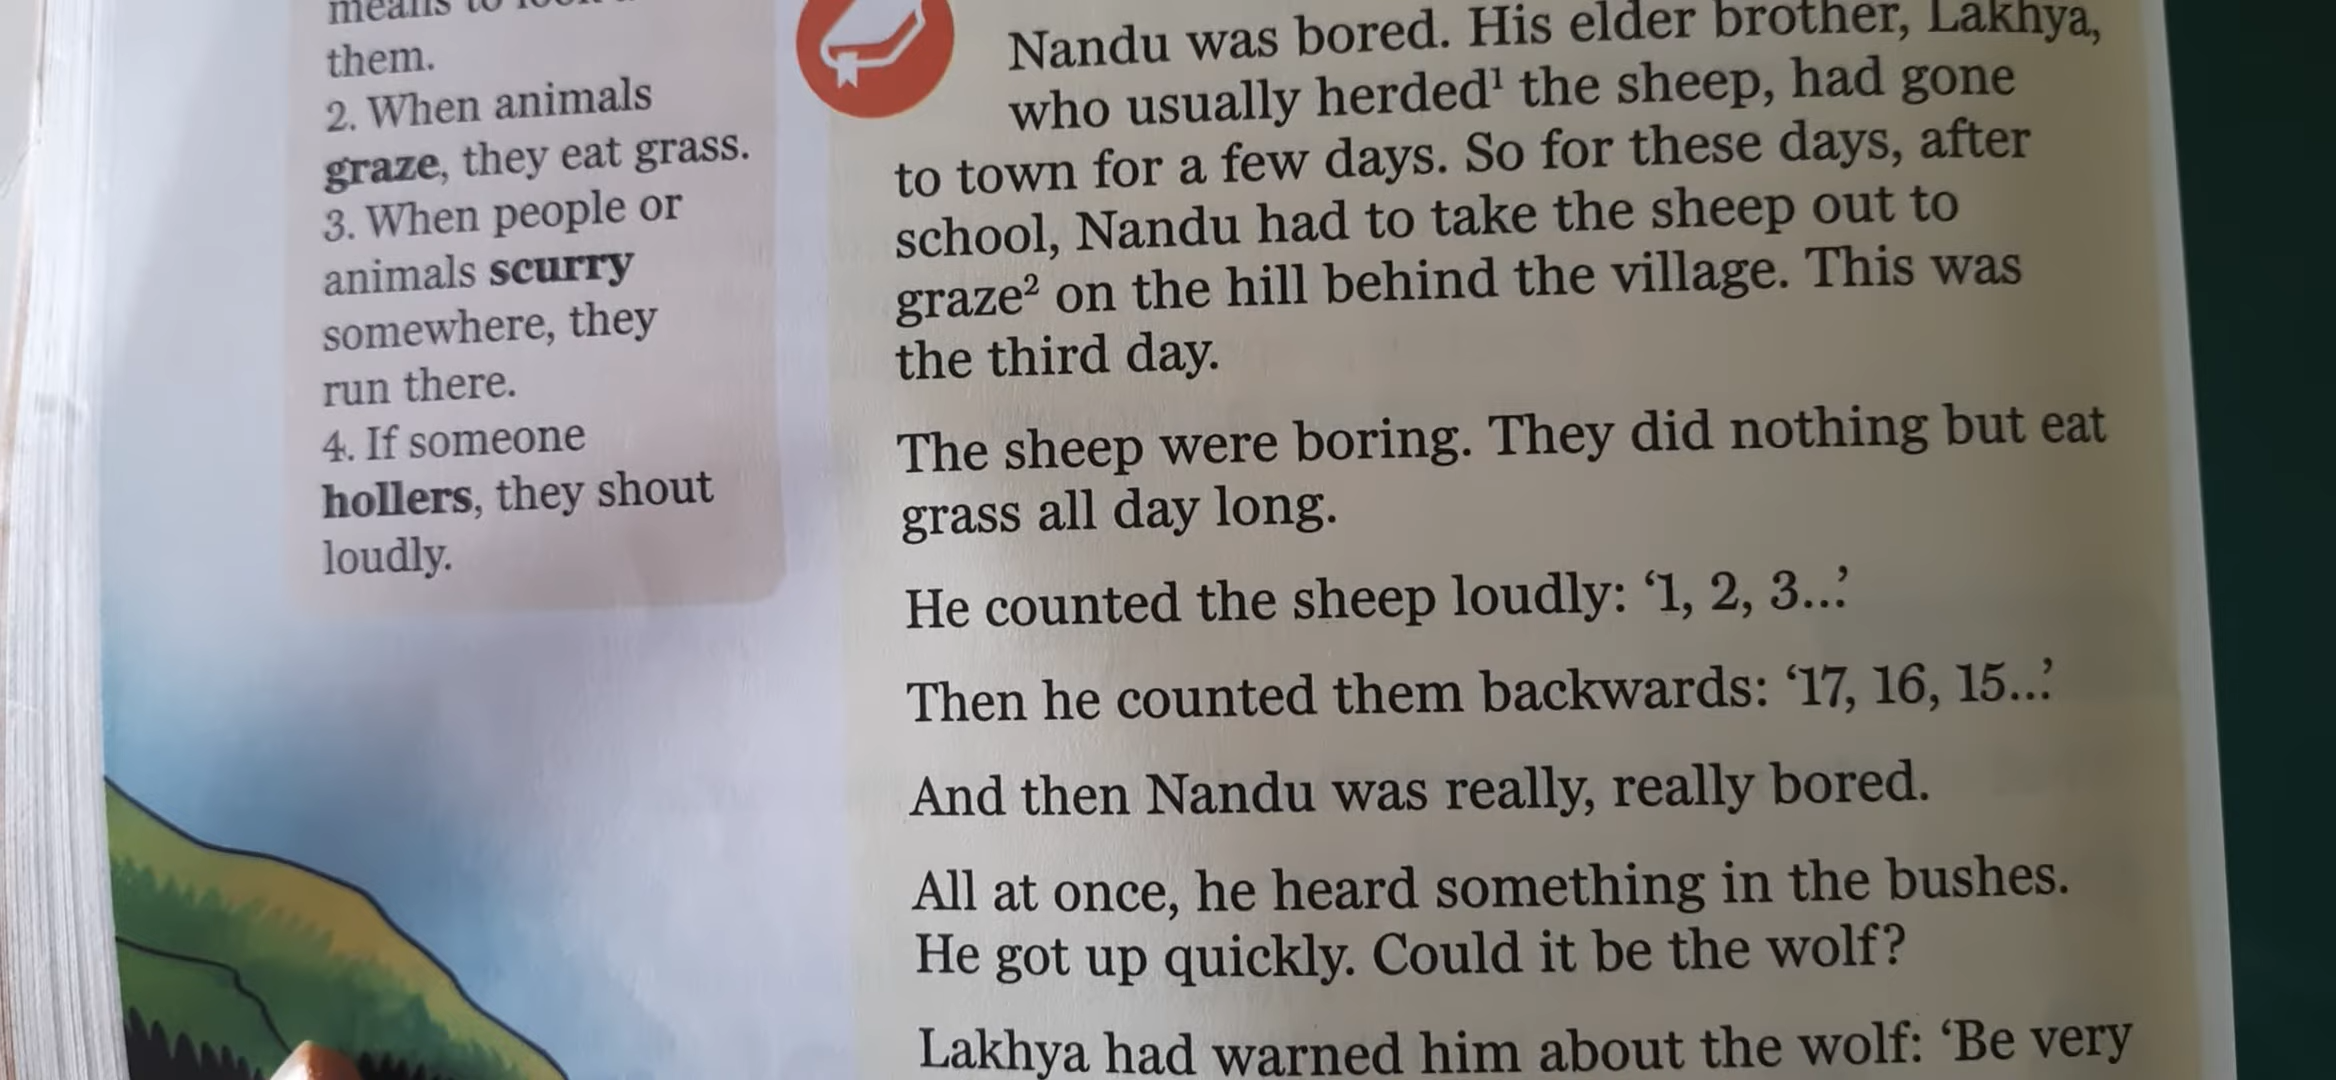 means to look
them.
2. When animals
graze, they eat grass.
3. When people or
animals scurry
somewhere, they
run there.
4. If someone
hollers, they shout
loudly.
Nandu was bored. His elder brother, Lakhya,
who usually herded¹ the sheep, had gone
to town for a few days. So for these days, after
school, Nandu had to take the sheep out to
graze² on the hill behind the village. This was
the third day.
The sheep were boring. They did nothing but eat
grass all day long.
He counted the sheep loudly: ‘1, 2, 3...’
Then he counted them backwards: ‘17, 16, 15...’
And then Nandu was really, really bored.
All at once, he heard something in the bushes.
He got up quickly. Could it be the wolf?
Lakhya had warned him about the wolf: ‘Be very